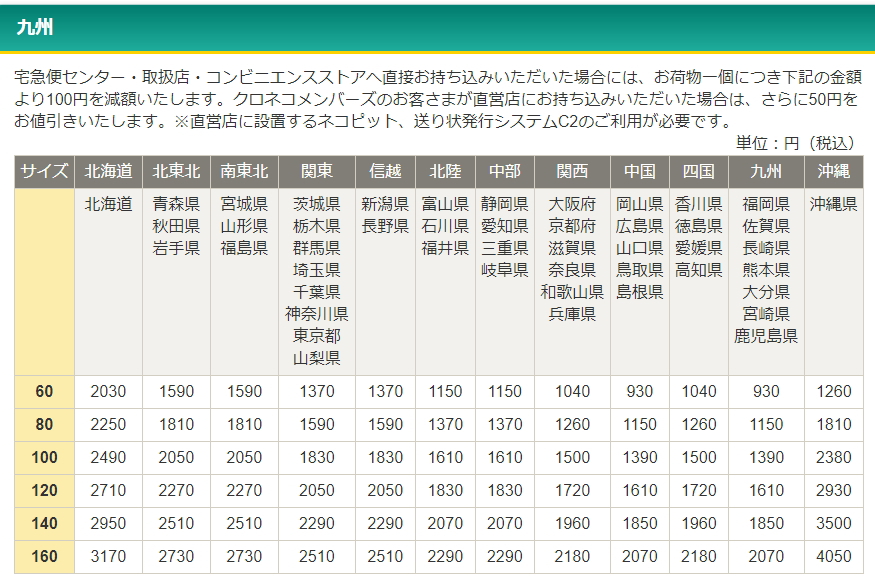 九州
宅急便センター・取扱店・コンビニエンスストアへ直接お持ち込みいただいた場合には、お荷物一個につき下記の金額
より100円を減額いたします。クロネコメンバーズのお客さまが直営店にお持ち込みいただいた場合は、さらに50円を
お値引きいたします。※直営店に設置するネコピット、送り状発行システムC2のご利用が必要です。
単位：円（税込）
サイズ 北海道 北東北 南東北 関東 信越 北陸 中部 関西 中国 四国 九州 沖縄
北海道 青森県 宮城県 茨城県 新潟県 富山県 静岡県 大阪府 岡山県 香川県 福岡県 沖縄県
秋田県 山形県 栃木県 長野県 石川県 愛知県 京都府 広島県 徳島県 佐賀県
岩手県 福島県 群馬県 福井県 三重県 滋賀県 山口県 愛媛県 長崎県
埼玉県 岐阜県 奈良県 鳥取県 高知県 熊本県
千葉県 和歌山県 島根県 大分県
神奈川県 兵庫県 宮崎県
東京都 鹿児島県
山梨県
60 2030 1590 1590 1370 1370 1150 1150 1040 930 1040 930 1260
80 2250 1810 1810 1590 1590 1370 1370 1260 1150 1260 1150 1810
100 2490 2050 2050 1830 1830 1610 1610 1500 1390 1500 1390 2380
120 2710 2270 2270 2050 2050 1830 1830 1720 1610 1720 1610 2930
140 2950 2510 2510 2290 2290 2070 2070 1960 1850 1960 1850 3500
160 3170 2730 2730 2510 2510 2290 2290 2180 2070 2180 2070 4050